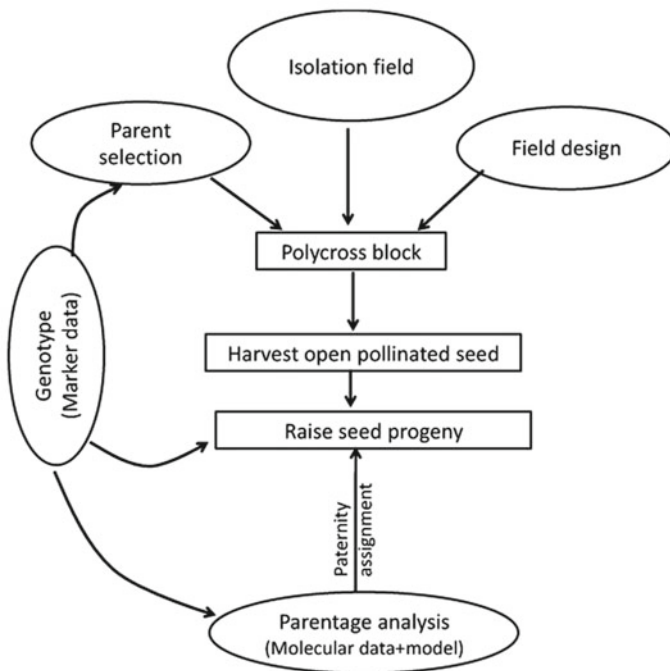 Isolation field
Parent
selection
Field design
Polycross block
Genotype
(Marker data)
Harvest open pollinated seed
Raise seed progeny
Paternity
assignment
Parentage analysis
(Molecular data+model)